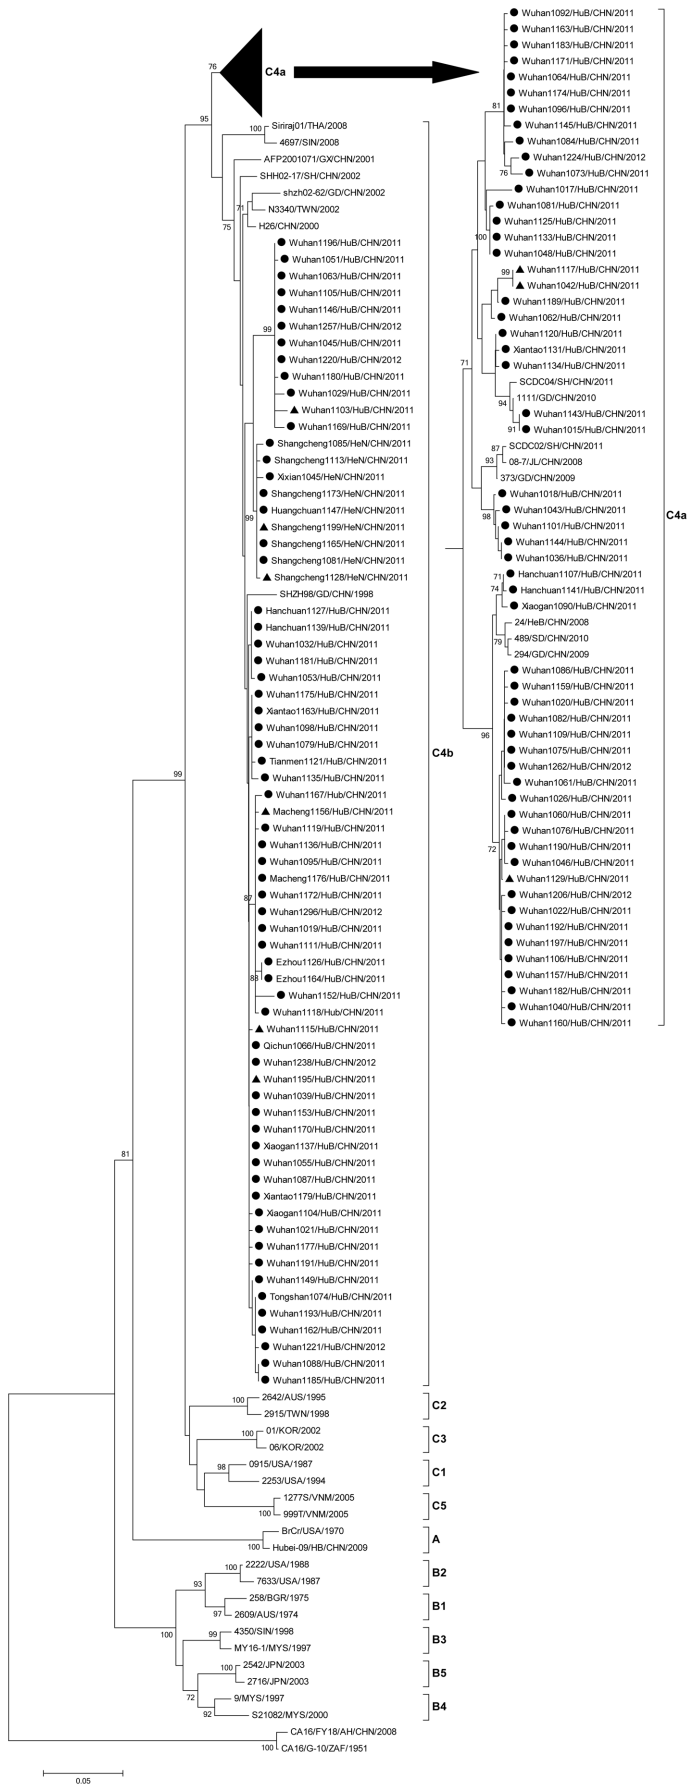 76
C4a
95
100
Siriraj01/THA/2008
4697/SIN/2008
AFP2001071/GX/CHN/2001
SHH02-17/SH/CHN/2002
71
shzh02-62/GD/CHN/2002
N3340/TWN/2002
75
H26/CHN/2000
Wuhan1196/HuB/CHN/2011
Wuhan1051/HuB/CHN/2011
Wuhan1063/HuB/CHN/2011
Wuhan1105/HuB/CHN/2011
Wuhan1146/HuB/CHN/2011
Wuhan1257/HuB/CHN/2012
99
Wuhan1045/HuB/CHN/2011
Wuhan1220/HuB/CHN/2012
Wuhan1180/HuB/CHN/2011
Wuhan1029/HuB/CHN/2011
Wuhan1103/HuB/CHN/2011
Wuhan1169/HuB/CHN/2011
Shangcheng1085/HeN/CHN/2011
Shangcheng1113/HeN/CHN/2011
Xixian1045/HeN/CHN/2011
Shangcheng1173/HeN/CHN/2011
Huangchuan1147/HeN/CHN/2011
99
Shangcheng1199/HeN/CHN/2011
Shangcheng1165/HeN/CHN/2011
Shangcheng1081/HeN/CHN/2011
Shangcheng1128/HeN/CHN/2011
SHZH98/GD/CHN/1998
Hanchuan1127/HuB/CHN/2011
Hanchuan1139/HuB/CHN/2011
Wuhan1032/HuB/CHN/2011
Wuhan1181/HuB/CHN/2011
Wuhan1053/HuB/CHN/2011
Wuhan1175/HuB/CHN/2011
Xiantao1163/HuB/CHN/2011
Wuhan1098/HuB/CHN/2011
Wuhan1079/HuB/CHN/2011
C4b
Tianmen1121/HuB/CHN/2011
99
Wuhan1135/HuB/CHN/2011
Wuhan1167/Hub/CHN/2011
Macheng1156/HuB/CHN/2011
Wuhan1119/HuB/CHN/2011
Wuhan1136/HuB/CHN/2011
Wuhan1095/HuB/CHN/2011
Macheng1176/HuB/CHN/2011
87
Wuhan1172/HuB/CHN/2011
Wuhan1296/HuB/CHN/2012
Wuhan1019/HuB/CHN/2011
Wuhan1111/HuB/CHN/2011
Ezhou1126/HuB/CHN/2011
88
Ezhou1164/HuB/CHN/2011
Wuhan1152/HuB/CHN/2011
Wuhan1118/Hub/CHN/2011
Wuhan1115/HuB/CHN/2011
Qichun1066/HuB/CHN/2011
Wuhan1238/HuB/CHN/2012
Wuhan1195/HuB/CHN/2011
Wuhan1039/HuB/CHN/2011
Wuhan1153/HuB/CHN/2011
Wuhan1170/HuB/CHN/2011
81
Xiaogan1137/HuB/CHN/2011
Wuhan1055/HuB/CHN/2011
Wuhan1087/HuB/CHN/2011
Xiantao1179/HuB/CHN/2011
Xiaogan1104/HuB/CHN/2011
Wuhan1021/HuB/CHN/2011
Wuhan1177/HuB/CHN/2011
Wuhan1191/HuB/CHN/2011
Wuhan1149/HuB/CHN/2011
Tongshan1074/HuB/CHN/2011
Wuhan1193/HuB/CHN/2011
Wuhan1162/HuB/CHN/2011
Wuhan1221/HuB/CHN/2012
Wuhan1088/HuB/CHN/2011
Wuhan1185/HuB/CHN/2011
100
2642/AUS/1995
C2
2915/TWN/1998
100
01/KOR/2002
C3
06/KOR/2002
98
0915/USA/1987
C1
2253/USA/1994
1277S/VNM/2005
C5
100
999T/VNM/2005
BrCr/USA/1970
A
100
Hubei-09/HB/CHN/2009
100
2222/USA/1988
B2
93
7633/USA/1987
258/BGR/1975
B1
97
2609/AUS/1974
100
99
4350/SIN/1998
B3
MY16-1/MYS/1997
100
2542/JPN/2003
B5
2716/JPN/2003
72
9/MYS/1997
B4
92
S21082/MYS/2000
CA16/FY18/AH/CHN/2008
100
CA16/G-10/ZAF/1951
0.05
Wuhan1092/HuB/CHN/2011
Wuhan1163/HuB/CHN/2011
Wuhan1183/HuB/CHN/2011
Wuhan1171/HuB/CHN/2011
Wuhan1064/HuB/CHN/2011
Wuhan1174/HuB/CHN/2011
81
Wuhan1096/HuB/CHN/2011
Wuhan1145/HuB/CHN/2011
Wuhan1084/HuB/CHN/2011
Wuhan1224/HuB/CHN/2012
76
Wuhan1073/HuB/CHN/2011
Wuhan1017/HuB/CHN/2011
Wuhan1081/HuB/CHN/2011
Wuhan1125/HuB/CHN/2011
100
Wuhan1133/HuB/CHN/2011
Wuhan1048/HuB/CHN/2011
99
Wuhan1117/HuB/CHN/2011
Wuhan1042/HuB/CHN/2011
Wuhan1189/HuB/CHN/2011
Wuhan1062/HuB/CHN/2011
Wuhan1120/HuB/CHN/2011
Xiantao1131/HuB/CHN/2011
71
Wuhan1134/HuB/CHN/2011
SCDC04/SH/CHN/2011
94
1111/GD/CHN/2010
Wuhan1143/HuB/CHN/2011
91
Wuhan1015/HuB/CHN/2011
87
SCDC02/SH/CHN/2011
93
08-7/JL/CHN/2008
373/GD/CHN/2009
Wuhan1018/HuB/CHN/2011
98
Wuhan1043/HuB/CHN/2011
C4a
Wuhan1101/HuB/CHN/2011
Wuhan1144/HuB/CHN/2011
Wuhan1036/HuB/CHN/2011
71
Hanchuan1107/HuB/CHN/2011
74
Hanchuan1141/HuB/CHN/2011
Xiaogan1090/HuB/CHN/2011
24/HeB/CHN/2008
79
489/SD/CHN/2010
294/GD/CHN/2009
Wuhan1086/HuB/CHN/2011
Wuhan1159/HuB/CHN/2011
Wuhan1020/HuB/CHN/2011
Wuhan1082/HuB/CHN/2011
96
Wuhan1109/HuB/CHN/2011
Wuhan1075/HuB/CHN/2011
Wuhan1262/HuB/CHN/2012
Wuhan1061/HuB/CHN/2011
Wuhan1026/HuB/CHN/2011
Wuhan1060/HuB/CHN/2011
Wuhan1076/HuB/CHN/2011
72
Wuhan1190/HuB/CHN/2011
Wuhan1046/HuB/CHN/2011
Wuhan1129/HuB/CHN/2011
Wuhan1206/HuB/CHN/2012
Wuhan1022/HuB/CHN/2011
Wuhan1192/HuB/CHN/2011
Wuhan1197/HuB/CHN/2011
Wuhan1106/HuB/CHN/2011
Wuhan1157/HuB/CHN/2011
Wuhan1182/HuB/CHN/2011
Wuhan1040/HuB/CHN/2011
Wuhan1160/HuB/CHN/2011